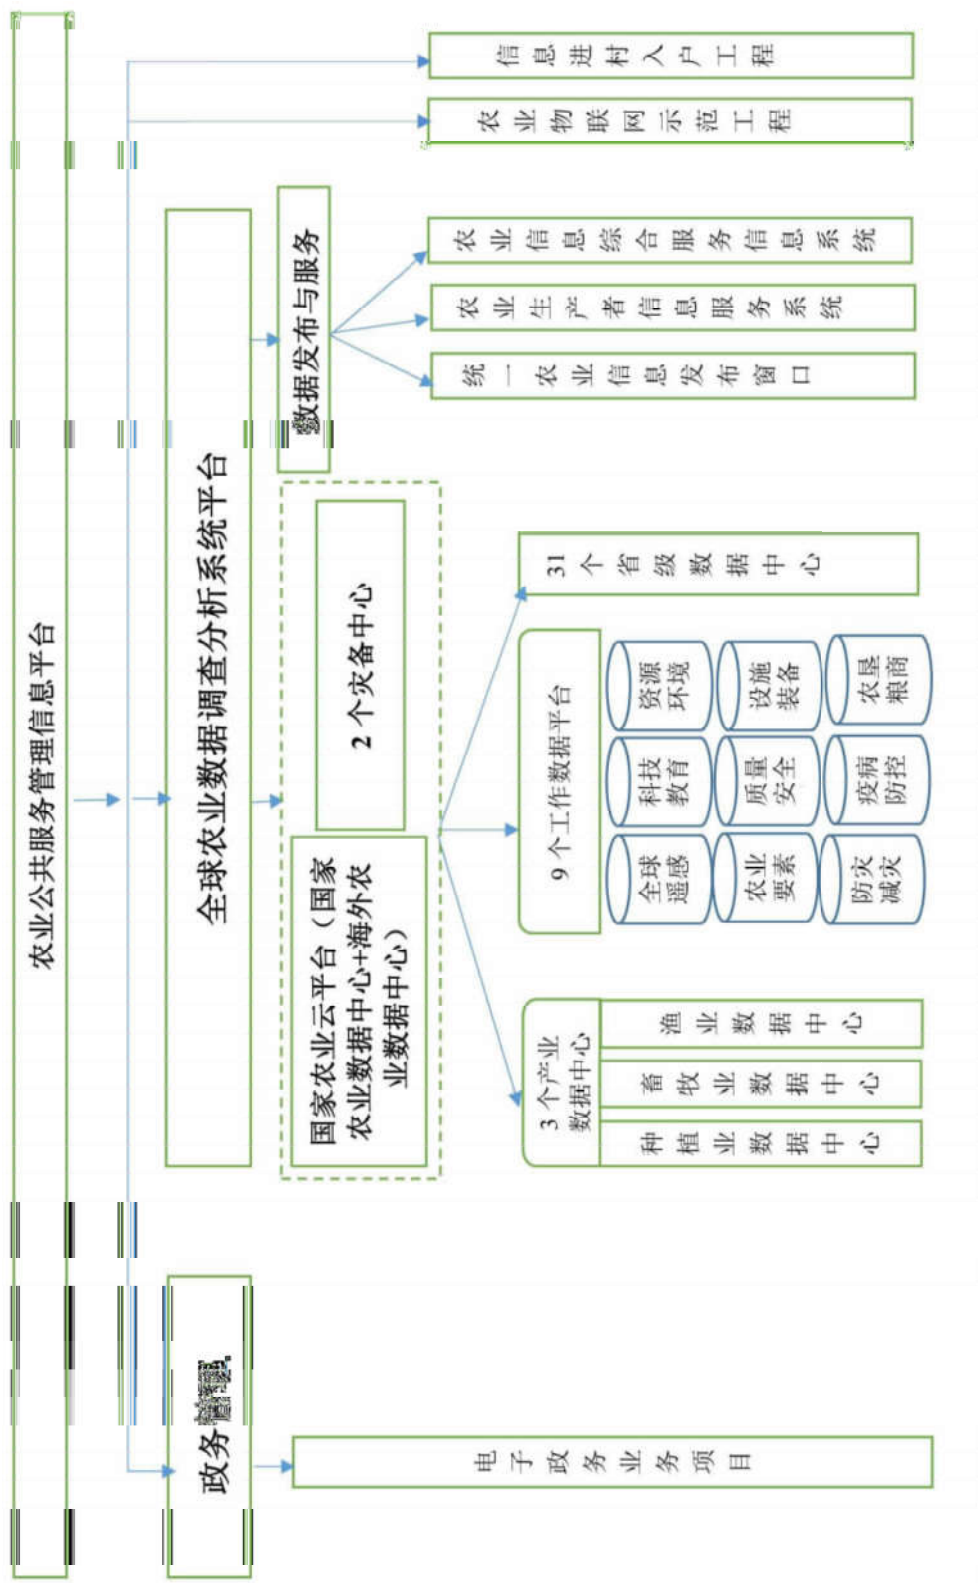 农业公共服务管理信息平台
政务
全球农业数据调查分析系统平台
电子政务业务项目
国家农业云平台（国家
农业数据中心+海外农
业数据中心）
2个灾备中心
数据发布与服务
3个产业
数据中心
种植业数据中心
畜牧业数据中心
渔业数据中心
9个工作数据平台
全球
遥感
科技
教育
资源
环境
农业
要素
质量
安全
设施
装备
防灾
减灾
疫病
防控
农垦
粮商
31个省级数据中心
统一农业信息发布窗口
农业生产者信息服务系统
农业信息综合服务信息系统
农业物联网示范工程
信息进村入户工程